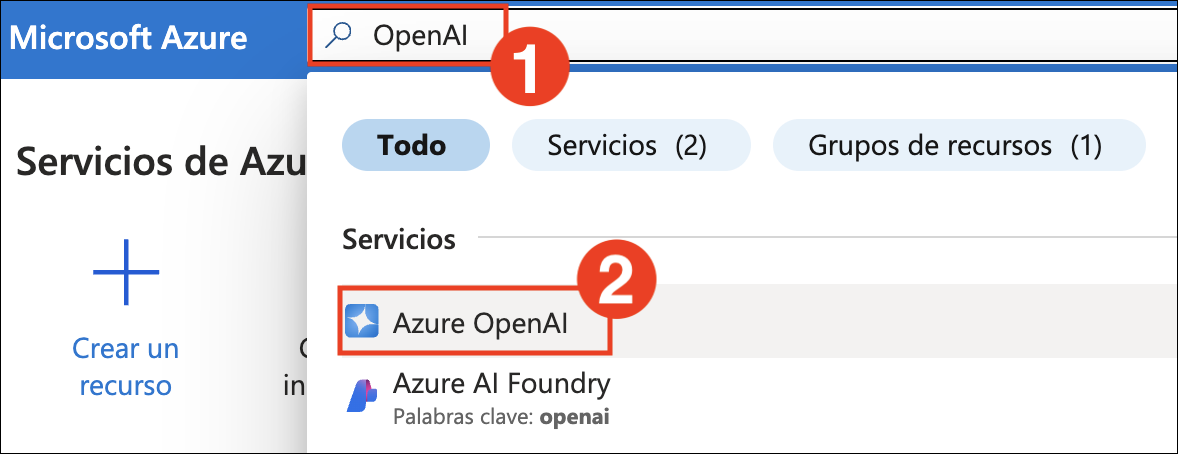 Microsoft Azure
OpenAI
1
Todo
Servicios (2)
Grupos de recursos (1)
Servicios de Azu
Servicios
2
Azure OpenAI
Crear un
recurso
in
Azure AI Foundry
Palabras clave: openai